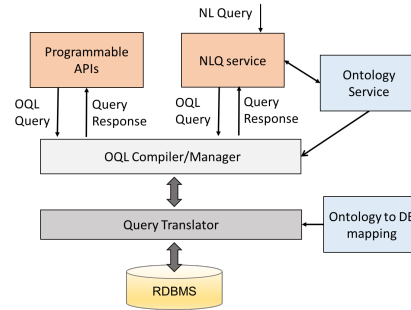 NL Query
Programmable
APIs
NLQ service
Ontology
Service
OQL
Query
Query
Response
OQL
Query
Query
Response
OQL Compiler/Manager
Query Translator
Ontology to DB
mapping
RDBMS